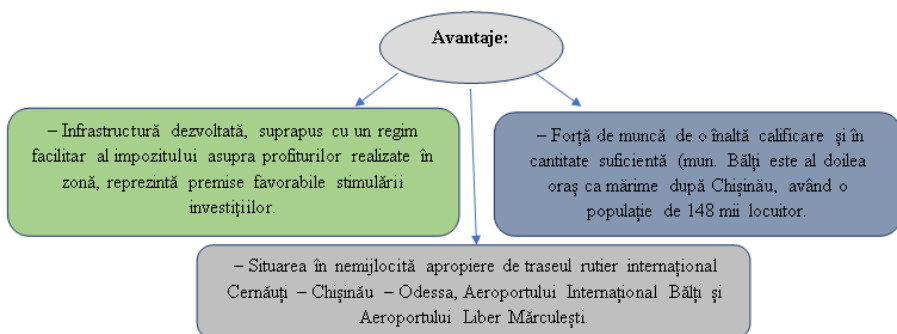 Avantaje:
– Infrastructură dezvoltată, suprapus cu un regim
facilitar al impozitului asupra profiturilor realizate în
zonă, reprezintă premise favorabile stimulării
investițiilor.
– Forță de muncă de o înaltă calificare și în
cantitate suficientă (mun. Bălți este al doilea
oraș ca mărime după Chișinău, având o
populație de 148 mii locuitor.
– Situarea în nemijlocită apropiere de traseul rutier internațional
Cernăuți – Chișinău – Odessa, Aeroportului Internațional Bălți și
Aeroportului Liber Mărculești.